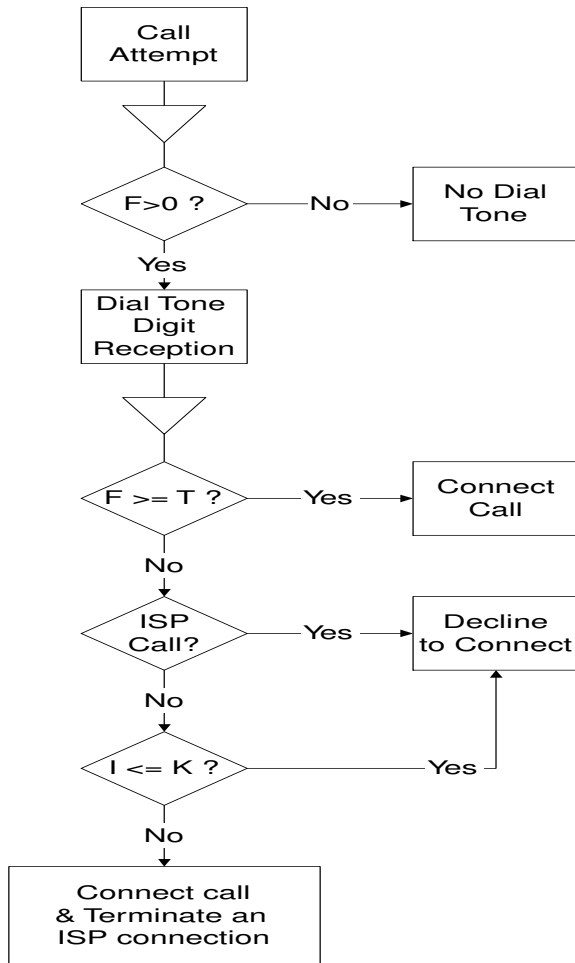 Call
Attempt
F>0 ?
No
No Dial
Tone
Yes
Dial Tone
Digit
Reception
F >= T ?
Yes
Connect
Call
No
ISP
Call?
Yes
Decline
to Connect
No
I <= K ?
Yes
No
Connect call
& Terminate an
ISP connection